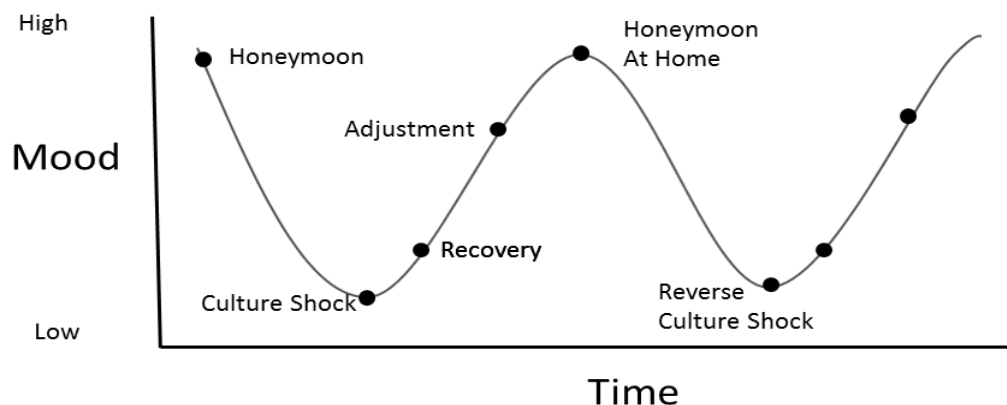 High
Honeymoon
At Home
Honeymoon
Adjustment
Mood
Recovery
Culture Shock
Reverse
Culture Shock
Low
Time